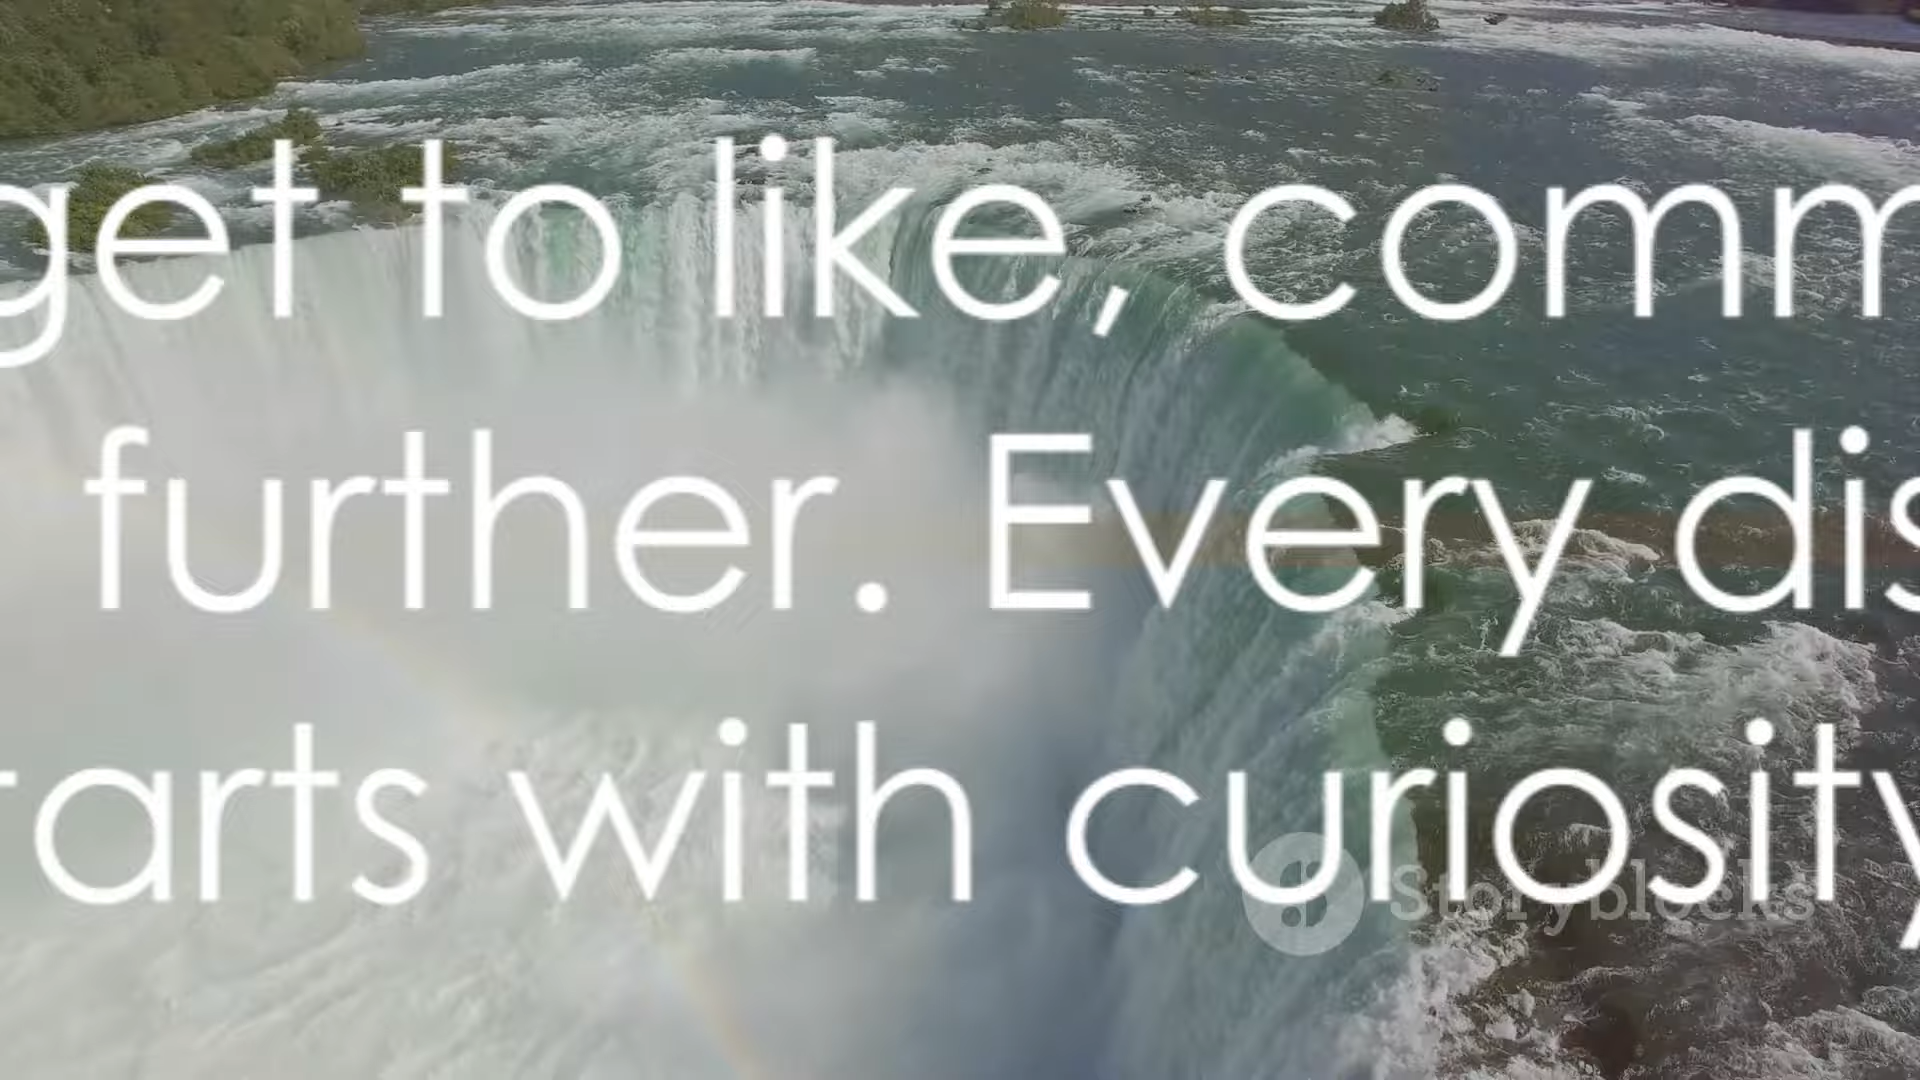 get to like, comm
further. Every dis
tarts with curiosity
Storyblocks